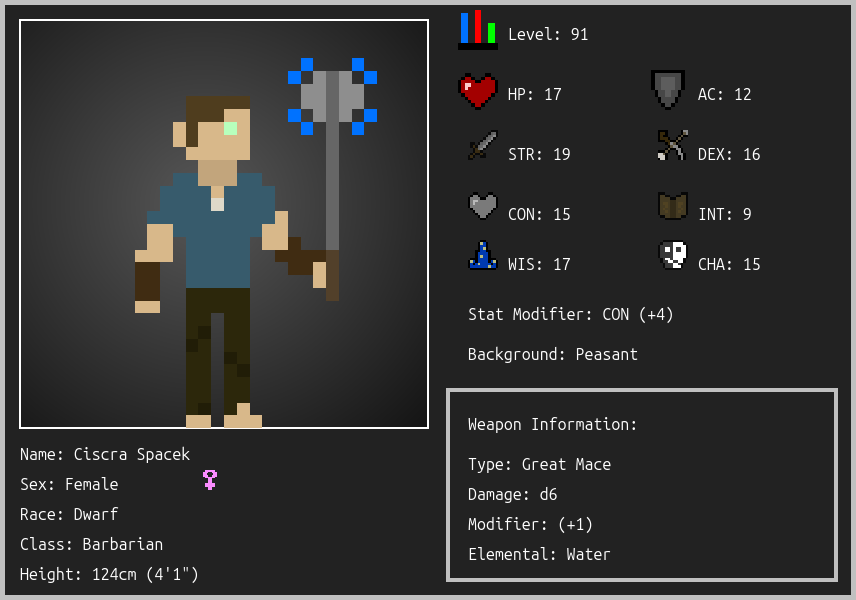 Level: 91
HP: 17
AC: 12
STR: 19
DEX: 16
CON: 15
INT: 9
WIS: 17
CHA: 15
Stat Modifier: CON (+4)
Background: Peasant
Weapon Information:
Type: Great Mace
Damage: d6
Modifier: (+1)
Elemental: Water
Name: Ciscra Spacek
Sex: Female
Race: Dwarf
Class: Barbarian
Height: 124cm (4'1")